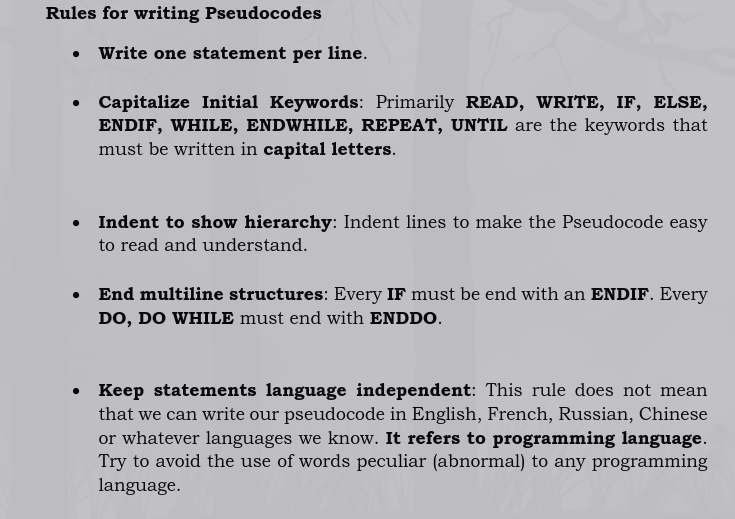 Rules for writing Pseudocodes
• Write one statement per line.
• Capitalize Initial Keywords: Primarily READ, WRITE, IF, ELSE,
ENDIF, WHILE, ENDWHILE, REPEAT, UNTIL are the keywords that
must be written in capital letters.
• Indent to show hierarchy: Indent lines to make the Pseudocode easy
to read and understand.
• End multiline structures: Every IF must be end with an ENDIF. Every
DO, DO WHILE must end with ENDDO.
• Keep statements language independent: This rule does not mean
that we can write our pseudocode in English, French, Russian, Chinese
or whatever languages we know. It refers to programming language.
Try to avoid the use of words peculiar (abnormal) to any programming
language.